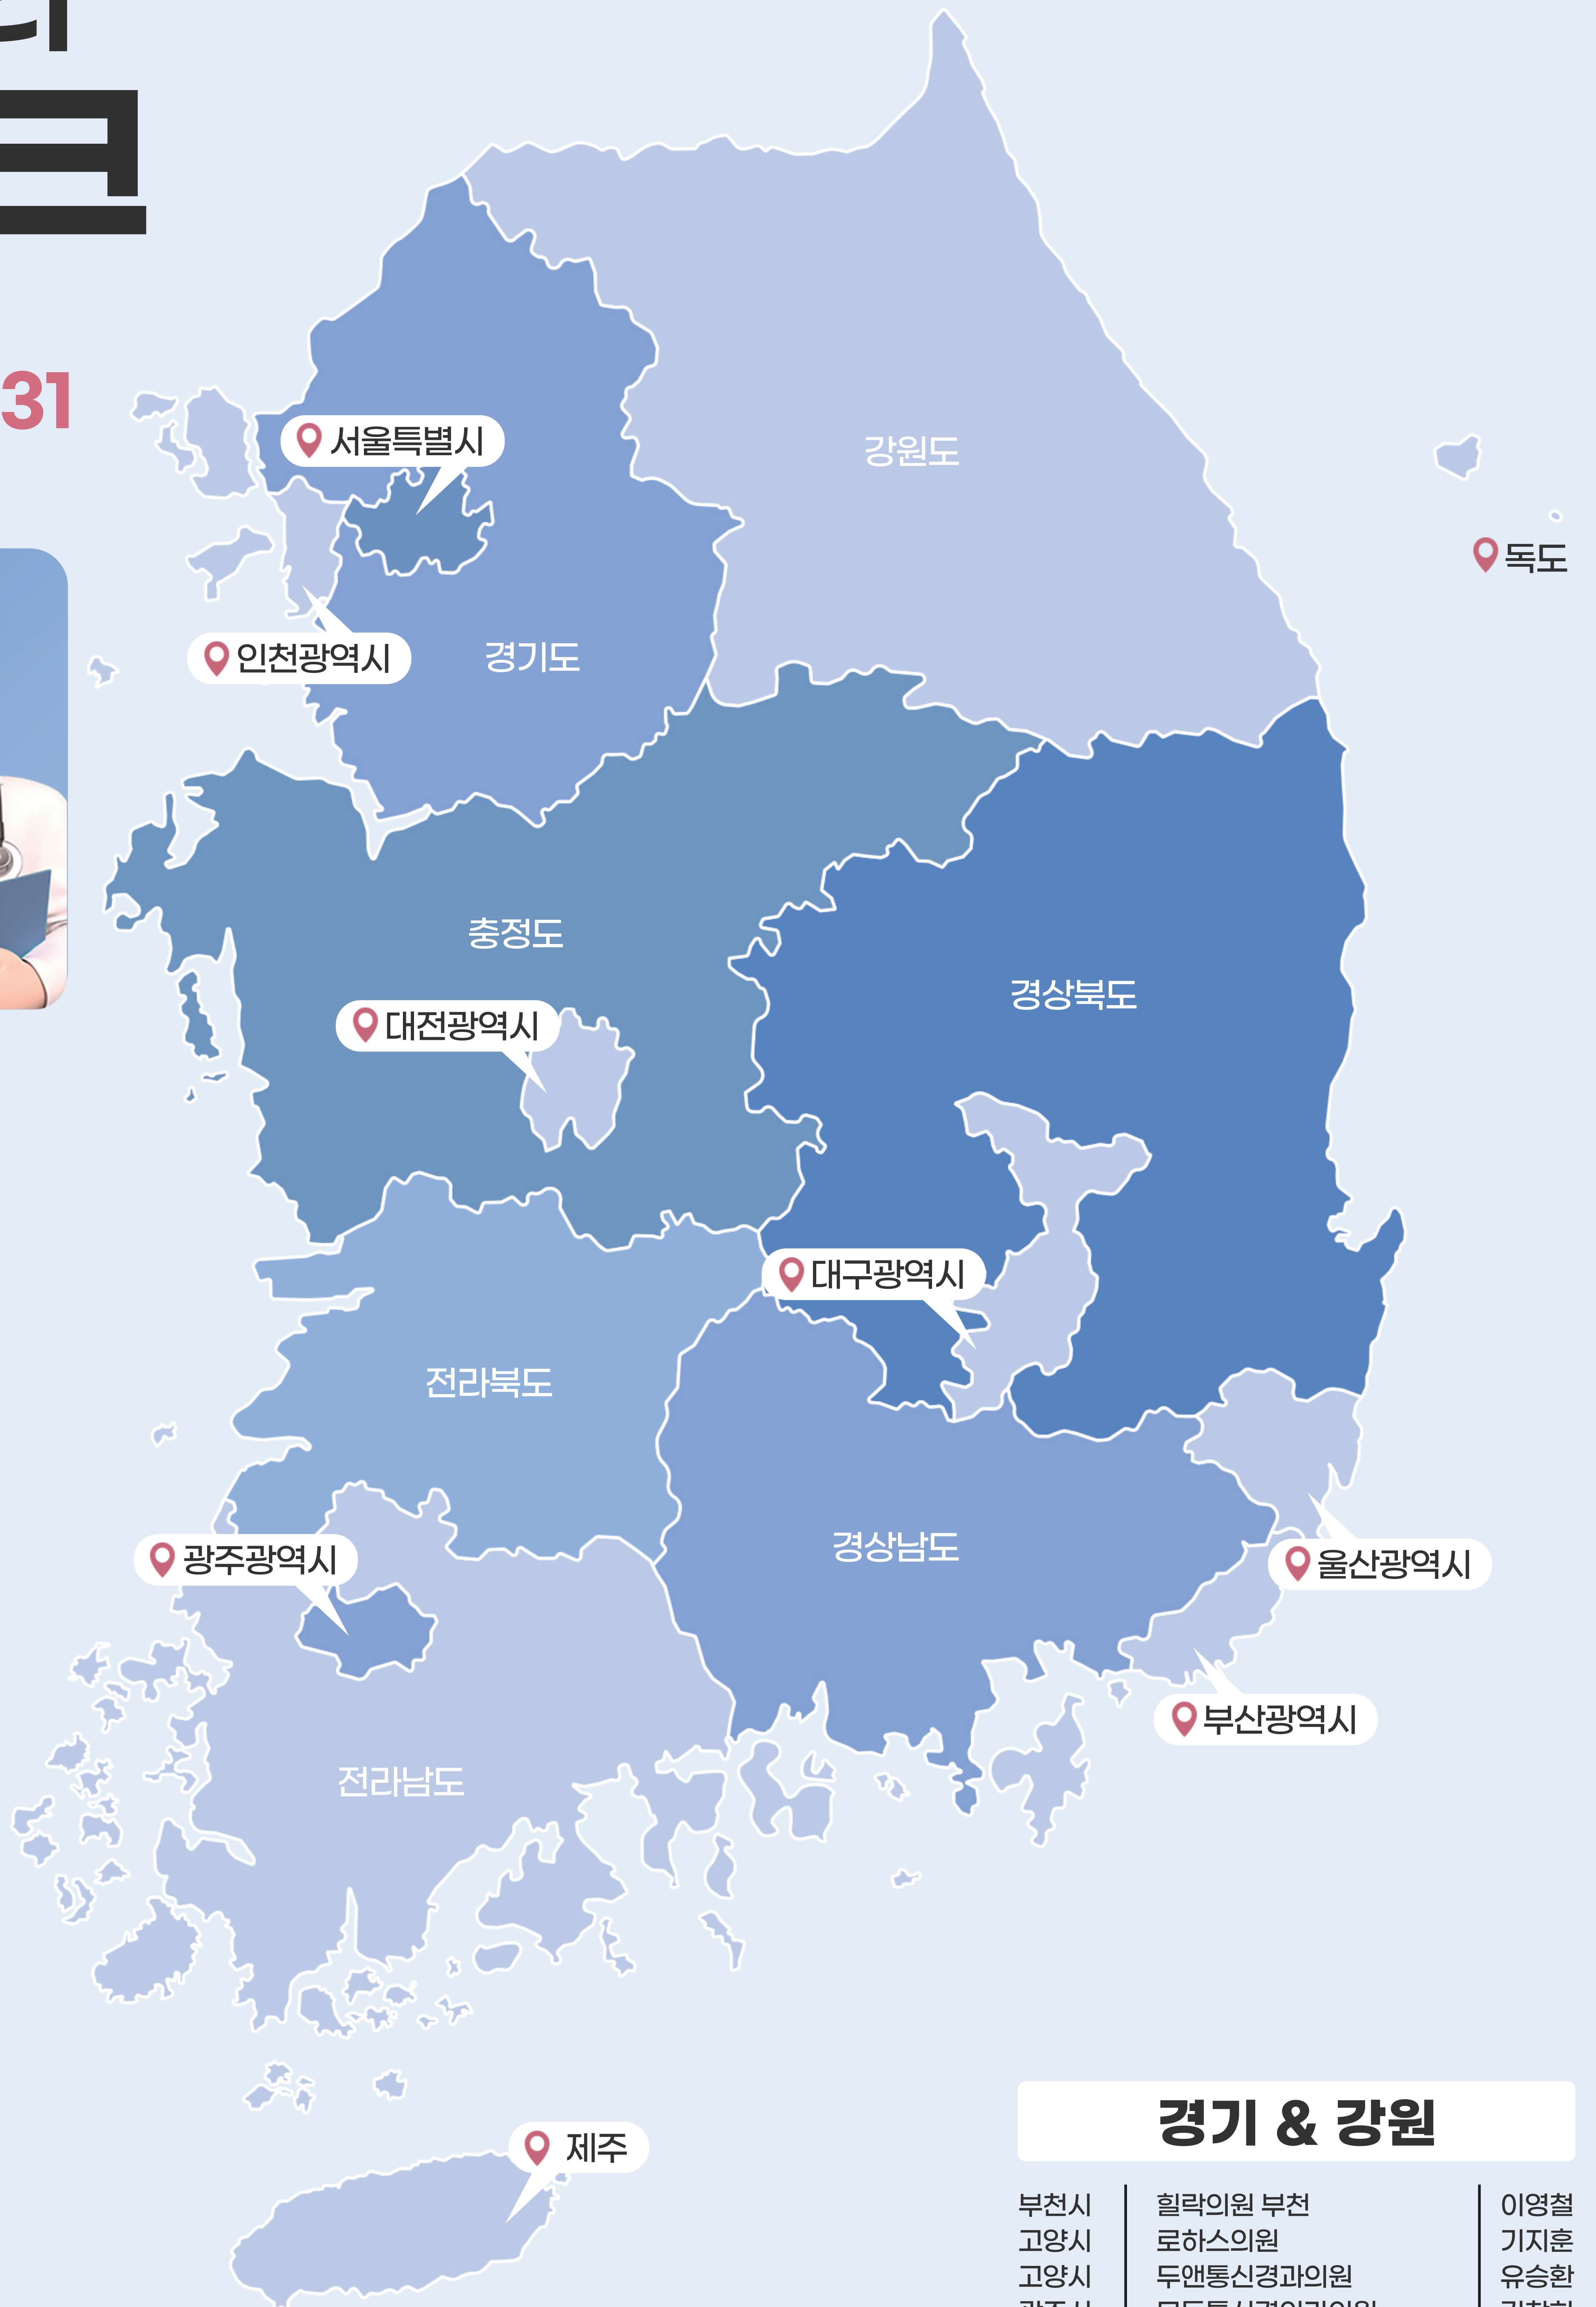 크
31
서울특별시
강원도
독도
인천광역시
경기도
충정도
경상북도
대전광역시
대구광역시
전라북도
경상남도
광주광역시
울산광역시
부산광역시
전라남도
제주
경기 & 강원
부천시 힐락의원 부천 이영철
고양시 로하스의원 기지훈
고양시 두앤통신경과의원 유승환